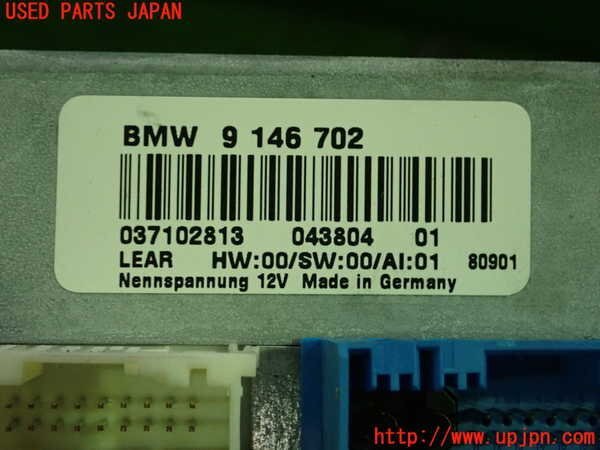 USED PARTS JAPAN
BMW 9 146 702
037102813 043804 01
LEAR HW:00/SW:00/AI:01 80901
Nennspannung 12V Made in Germany
http://www.upjpn.com/